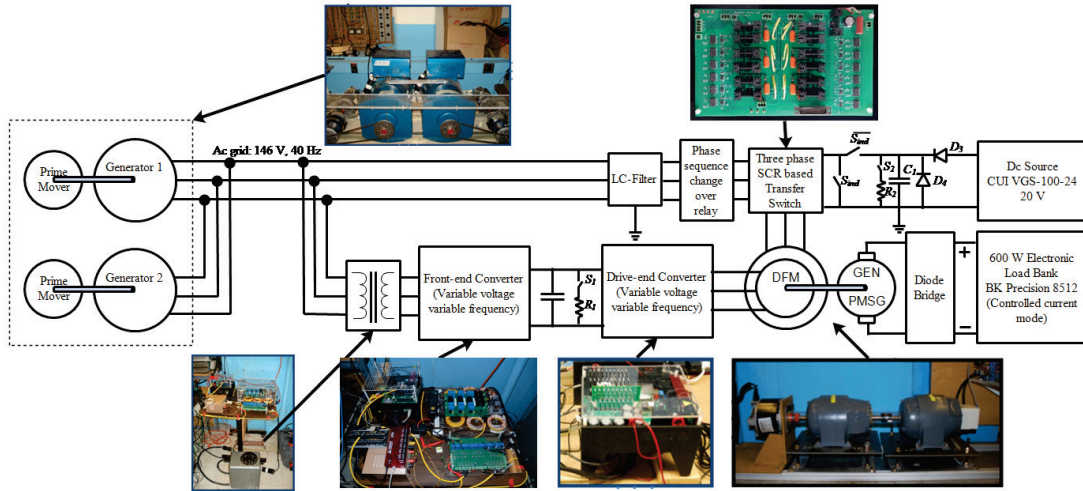 Ac grid: 146 V, 40 Hz
Prime
Mover
Generator 1
Prime
Mover
Generator 2
LC-Filter
Phase
sequence
change
over
relay
Three phase
SCR based
Transfer
Switch
S̅ind
Sind
S2
R2
C1
D3
D4
Dc Source
CUI VGS-100-24
20 V
Front-end Converter
(Variable voltage
variable frequency)
S1
R1
Drive-end Converter
(Variable voltage
variable frequency)
DFM
GEN
PMSG
Diode
Bridge
+
−
600 W Electronic
Load Bank
BK Precision 8512
(Controlled current
mode)